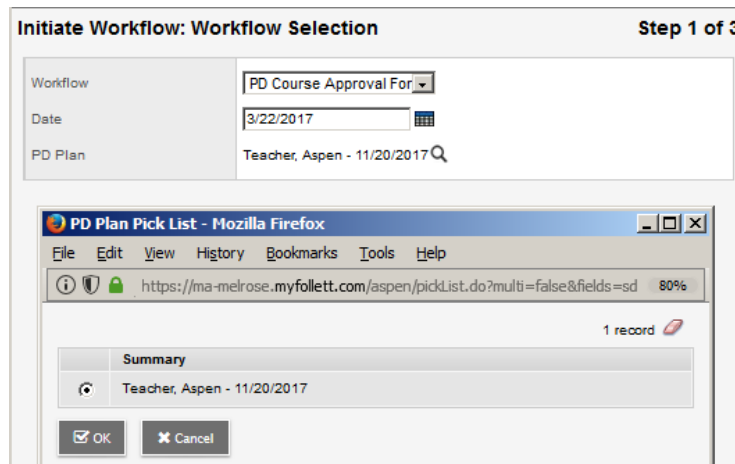 Initiate Workflow: Workflow Selection Step 1 of 3
Workflow PD Course Approval For
Date 3/22/2017
PD Plan Teacher, Aspen - 11/20/2017
PD Plan Pick List - Mozilla Firefox
File Edit View History Bookmarks Tools Help
https://ma-melrose.myfollett.com/aspen/pickList.do?multi=false&fields=sd 80%
1 record
Summary
Teacher, Aspen - 11/20/2017
OK Cancel